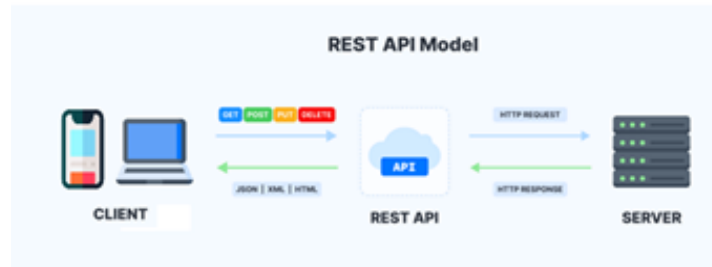 REST API Model
GET POST PUT DELETE
HTTP REQUEST
API
JSON | XML | HTML
HTTP RESPONSE
CLIENT
REST API
SERVER